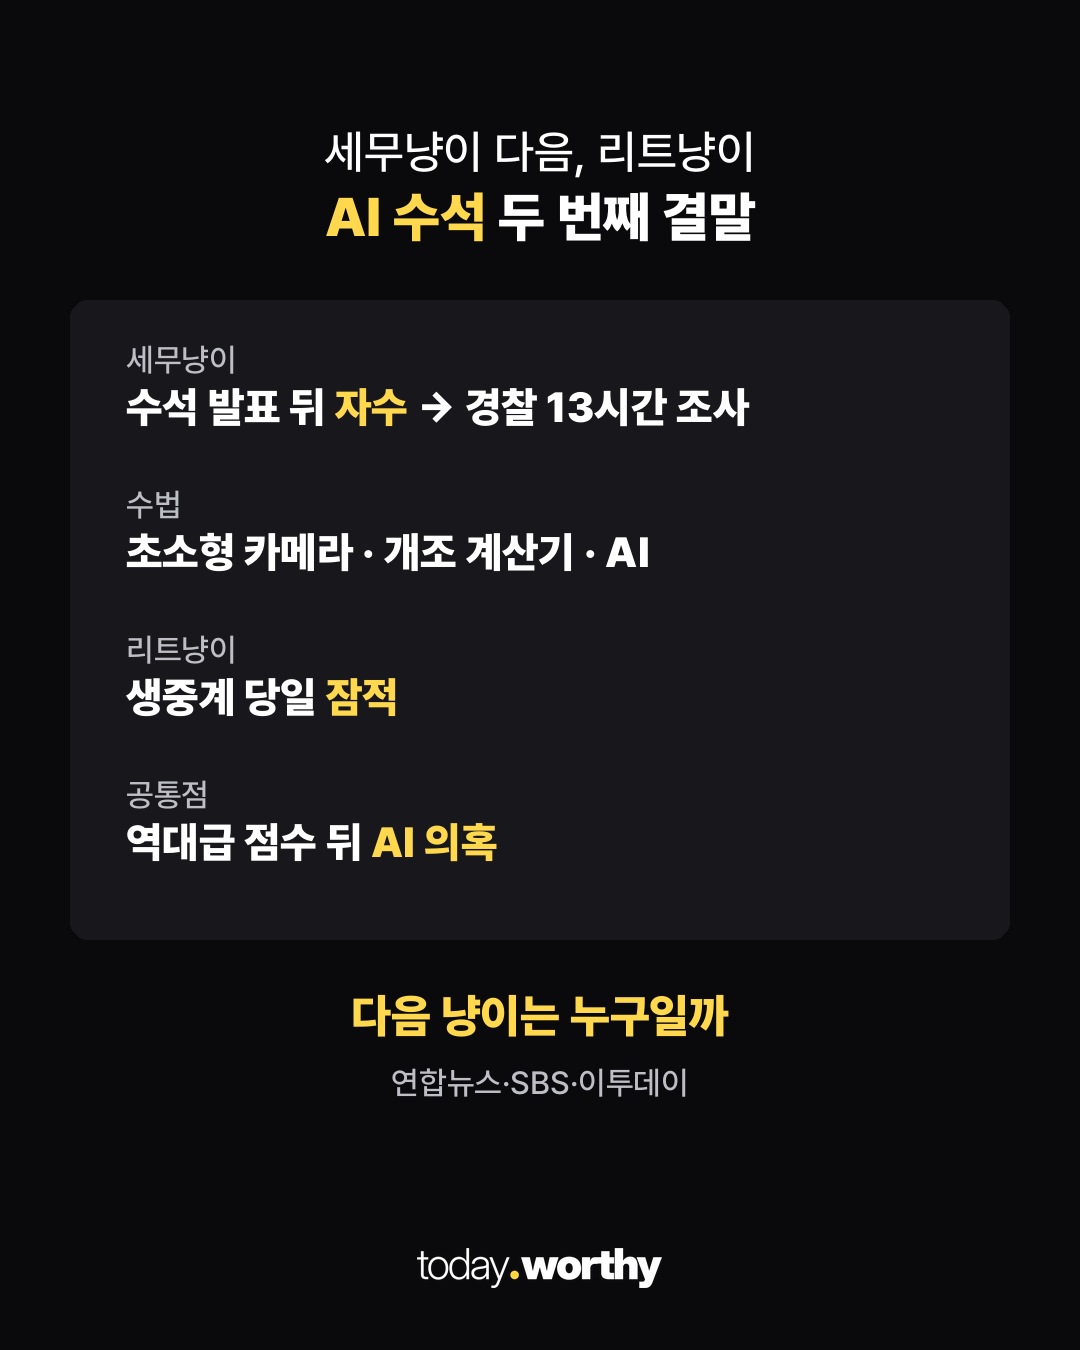 세무냥이 다음, 리트냥이
AI 수석 두 번째 결말
세무냥이
수석 발표 뒤 자수 → 경찰 13시간 조사
수법
초소형 카메라 · 개조 계산기 · AI
리트냥이
생중계 당일 잠적
공통점
역대급 점수 뒤 AI 의혹
다음 냥이는 누구일까
연합뉴스·SBS·이투데이
today.worthy